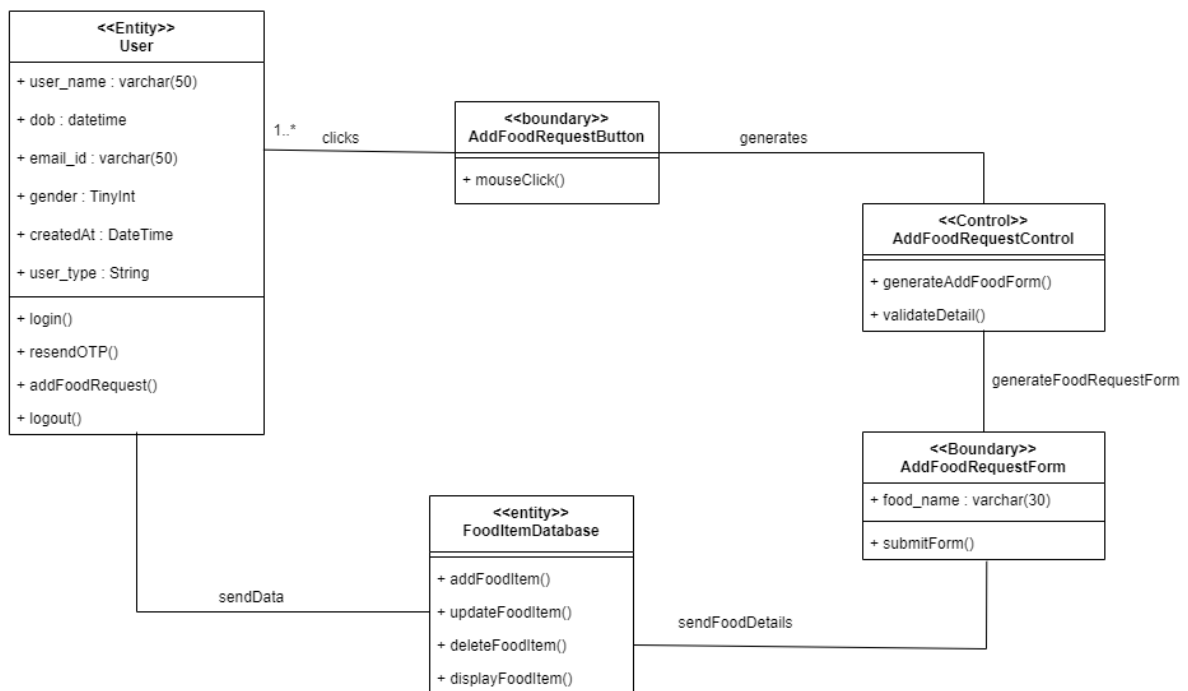 <<Entity>>
User
+ user_name : varchar(50)
+ dob : datetime
+ email_id : varchar(50)
+ gender : TinyInt
+ createdAt : DateTime
+ user_type : String
+ login()
+ resendOTP()
+ addFoodRequest()
+ logout()
1..*
clicks
<<boundary>>
AddFoodRequestButton
+ mouseClick()
generates
<<Control>>
AddFoodRequestControl
+ generateAddFoodForm()
+ validateDetail()
generateFoodRequestForm
<<Boundary>>
AddFoodRequestForm
+ food_name : varchar(30)
+ submitForm()
sendFoodDetails
<<entity>>
FoodItemDatabase
+ addFoodItem()
+ updateFoodItem()
+ deleteFoodItem()
+ displayFoodItem()
sendData